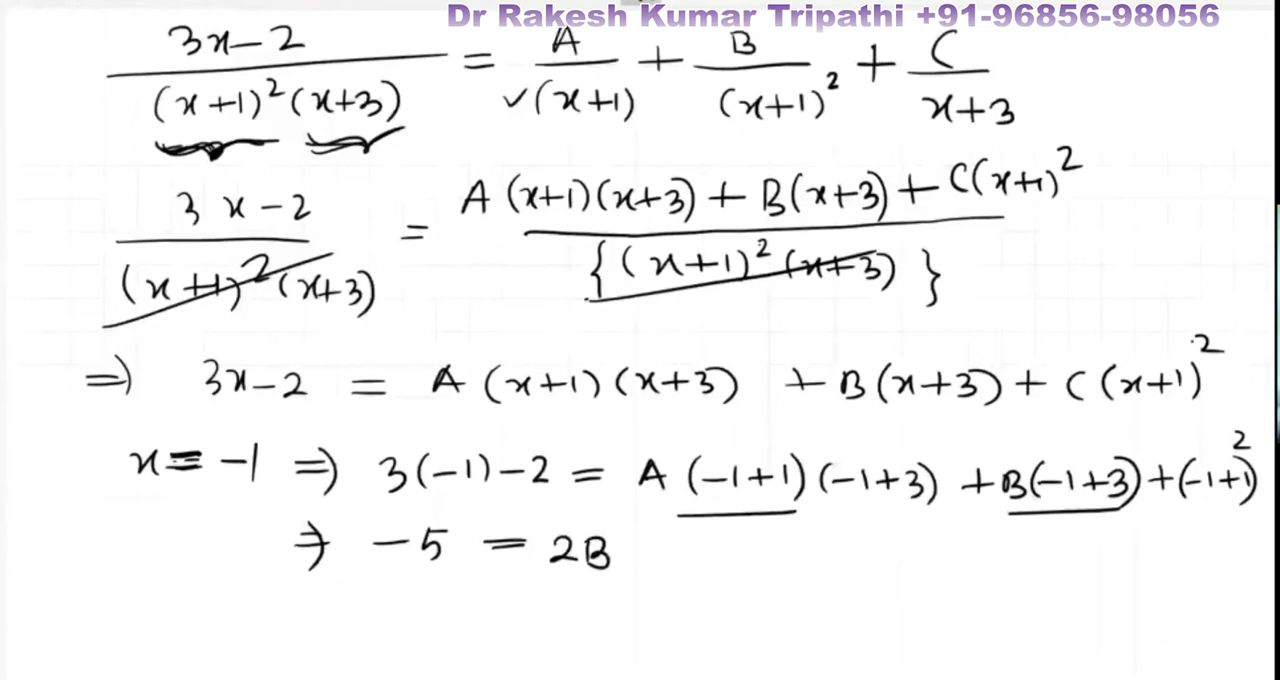 Dr Rakesh Kumar Tripathi +91-96856-98056
3x-2 / (x+1)²(x+3) = A / (x+1) + B / (x+1)² + C / x+3
3x-2 / (x+1)²(x+3) = A(x+1)(x+3) + B(x+3) + C(x+1)² / {(x+1)²(x+3)}
⇒ 3x-2 = A(x+1)(x+3) + B(x+3) + C(x+1)²
x = -1 ⇒ 3(-1)-2 = A(-1+1)(-1+3) + B(-1+3) + (-1+1)²
⇒ -5 = 2B